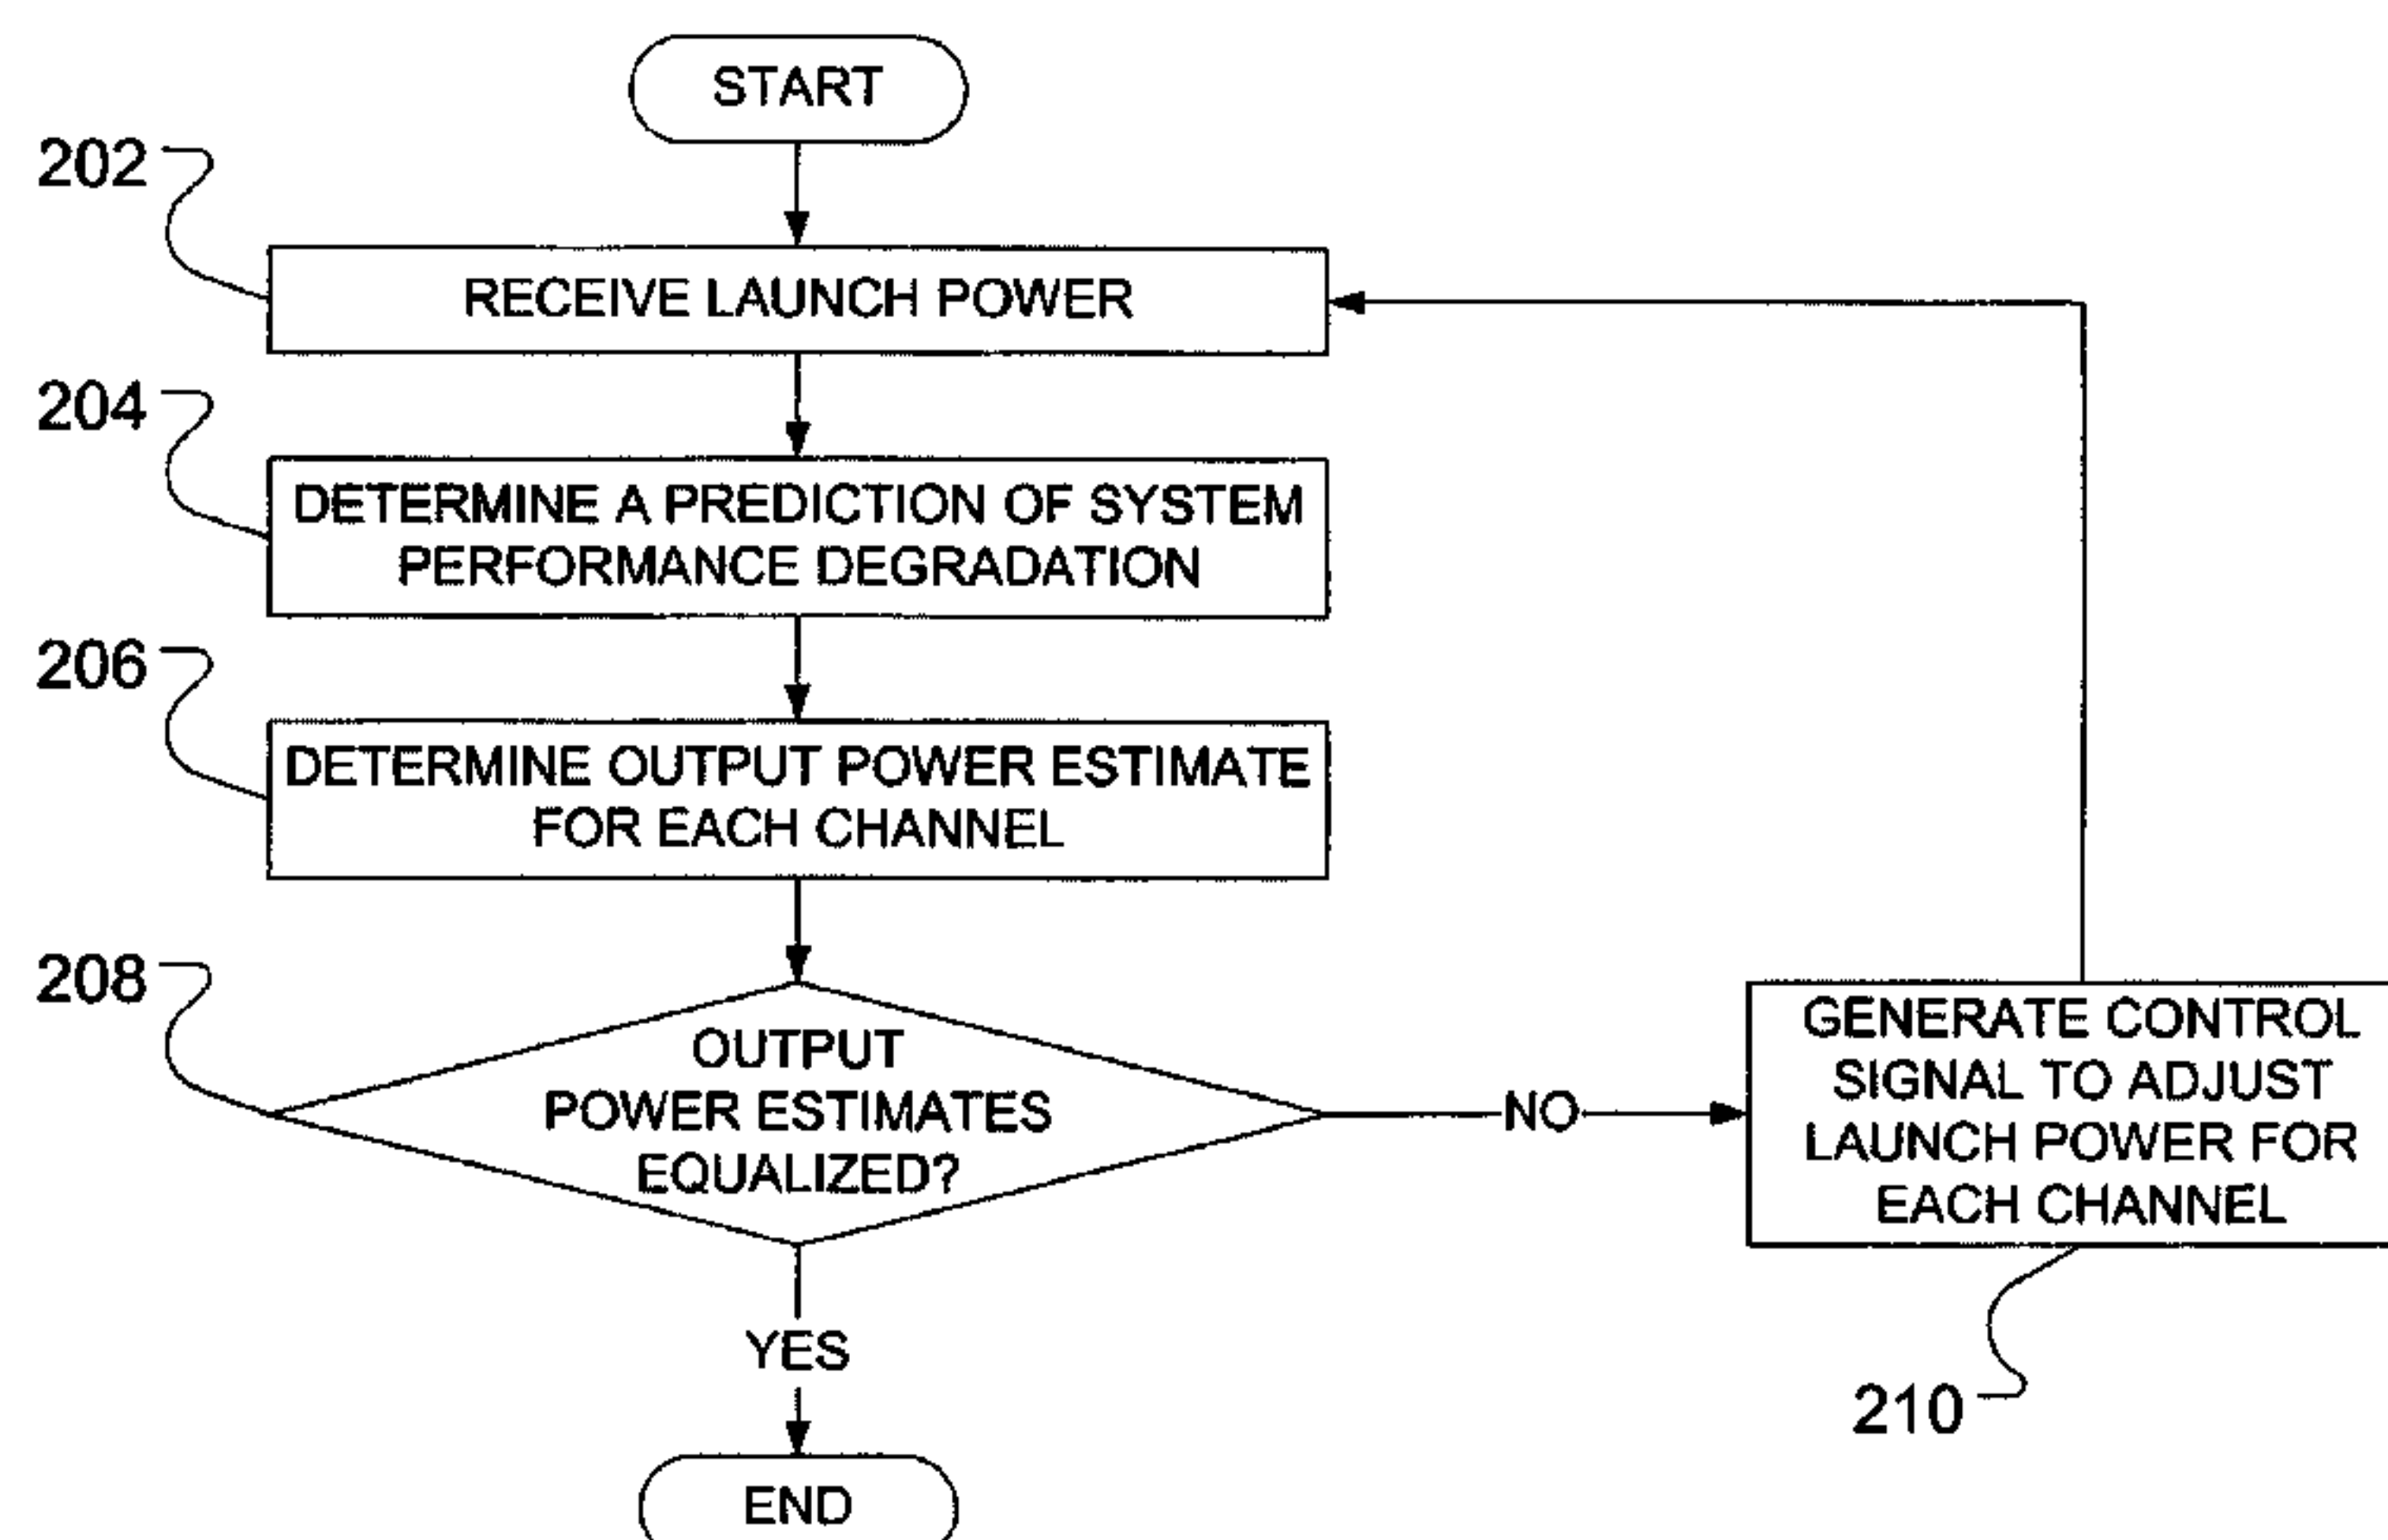 START
202
RECEIVE LAUNCH POWER
204
DETERMINE A PREDICTION OF SYSTEM
PERFORMANCE DEGRADATION
206
DETERMINE OUTPUT POWER ESTIMATE
FOR EACH CHANNEL
208
OUTPUT
POWER ESTIMATES
EQUALIZED?
NO
GENERATE CONTROL
SIGNAL TO ADJUST
LAUNCH POWER FOR
EACH CHANNEL
210
YES
END